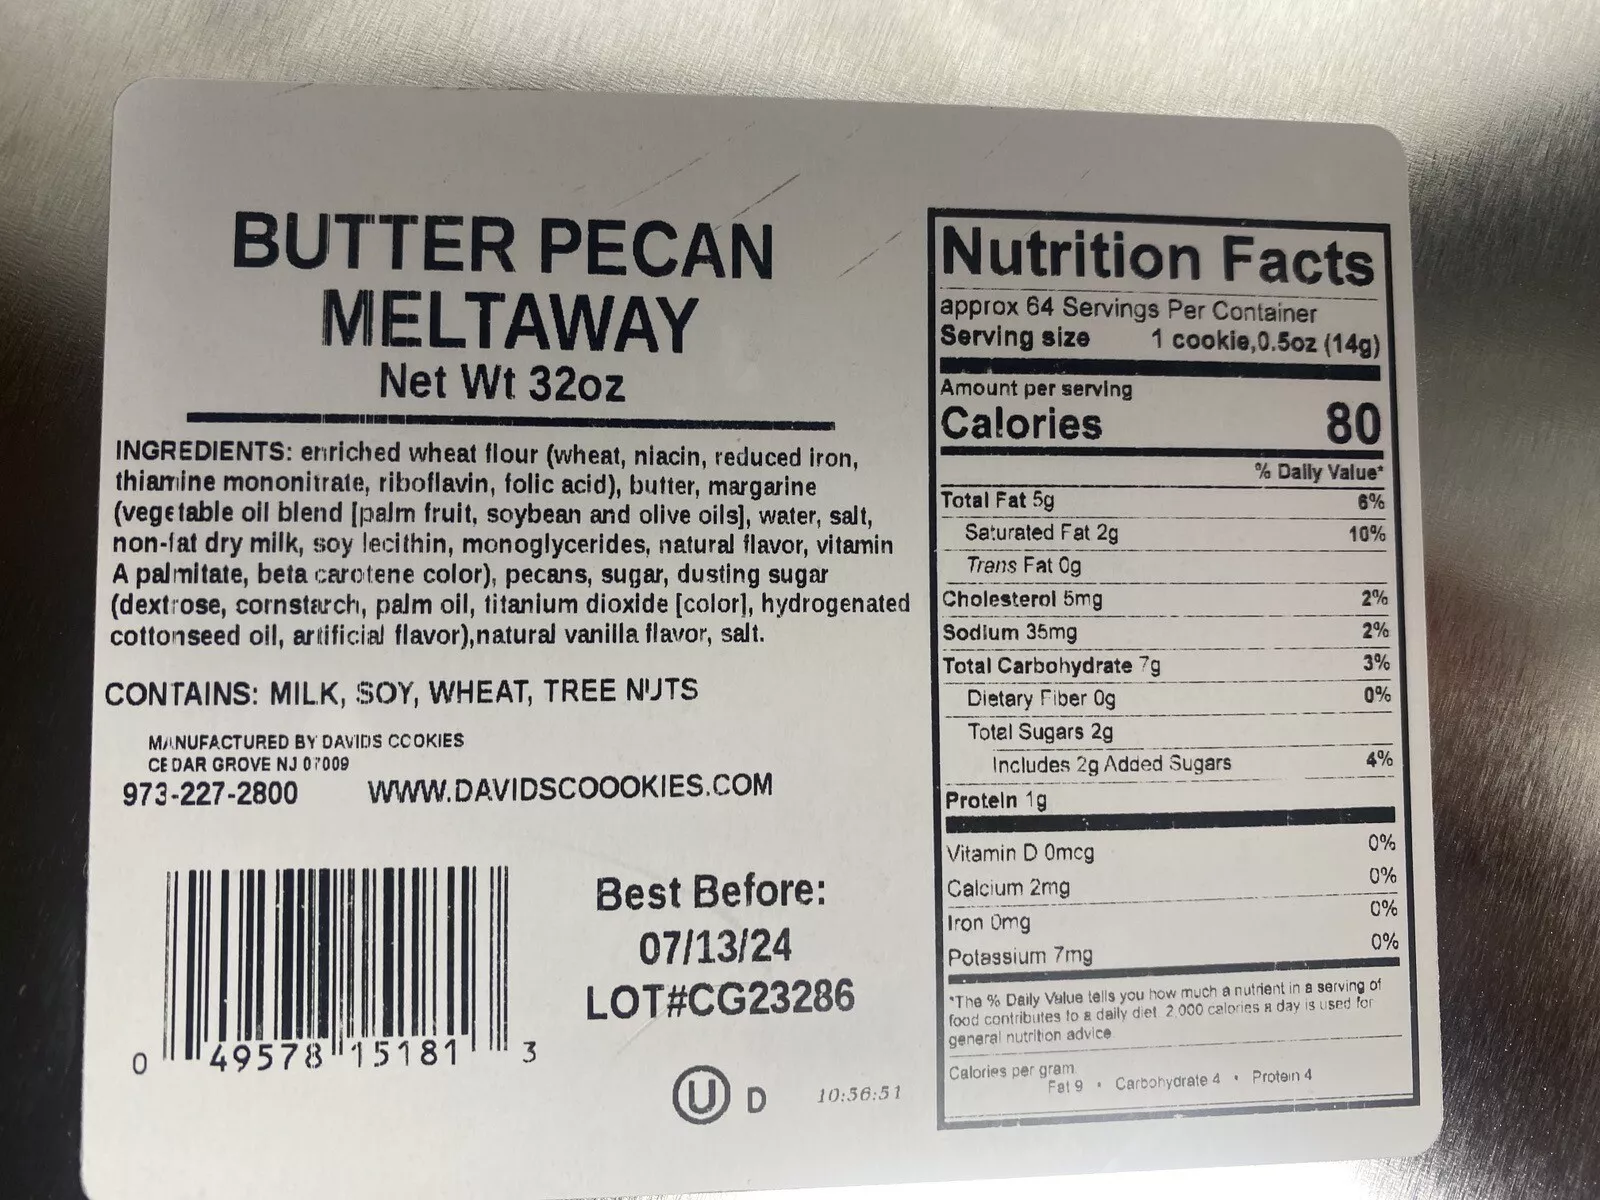 BUTTER PECAN
MELTAWAY
Net Wt 32oz
INGREDIENTS: enriched wheat flour (wheat, niacin, reduced iron,
thiamine mononitrate, riboflavin, folic acid), butter, margarine
(vegetable oil blend [palm fruit, soybean and olive oils], water, salt,
non-fat dry milk, soy lecithin, monoglycerides, natural flavor, vitamin
A palmitate, beta carotene color), pecans, sugar, dusting sugar
(dextrose, cornstarch, palm oil, titanium dioxide [color], hydrogenated
cottonseed oil, artificial flavor),natural vanilla flavor, salt.
CONTAINS: MILK, SOY, WHEAT, TREE NUTS
MANUFACTURED BY DAVIDS COOKIES
CEDAR GROVE NJ 07009
973-227-2800 WWW.DAVIDSCOOOKIES.COM
0 49578 15181 3
Best Before:
07/13/24
LOT#CG23286
U D 10:56:51
Nutrition Facts
approx 64 Servings Per Container
Serving size 1 cookie,0.5oz (14g)
Amount per serving
Calories 80
% Daily Value*
Total Fat 5g 6%
Saturated Fat 2g 10%
Trans Fat 0g
Cholesterol 5mg 2%
Sodium 35mg 2%
Total Carbohydrate 7g 3%
Dietary Fiber 0g 0%
Total Sugars 2g
Includes 2g Added Sugars 4%
Protein 1g
Vitamin D 0mcg 0%
Calcium 2mg 0%
Iron 0mg 0%
Potassium 7mg 0%
*The % Daily Value tells you how much a nutrient in a serving of
food contributes to a daily diet. 2,000 calories a day is used for
general nutrition advice
Calories per gram
Fat 9 • Carbohydrate 4 • Protein 4